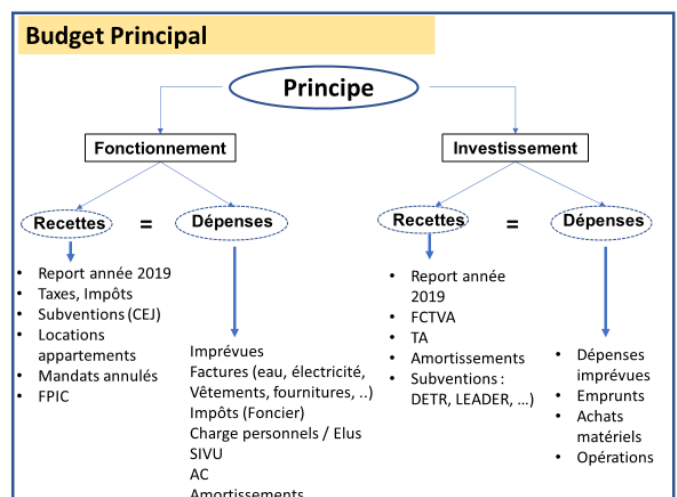 Budget Principal
Principe
Fonctionnement
Investissement
Recettes
=
Dépenses
Recettes
=
Dépenses
• Report année 2019
• Taxes, Impôts
• Subventions (CEJ)
• Locations
appartements
• Mandats annulés
• FPIC
Imprévues
Factures (eau, électricité,
Vêtements, fournitures, ..)
Impôts (Foncier)
Charge personnels / Elus
SIVU
AC
Amortissements
• Report année
2019
• FCTVA
• TA
• Amortissements
• Subventions :
DETR, LEADER, ...)
• Dépenses
imprévues
• Emprunts
• Achats
matériels
• Opérations